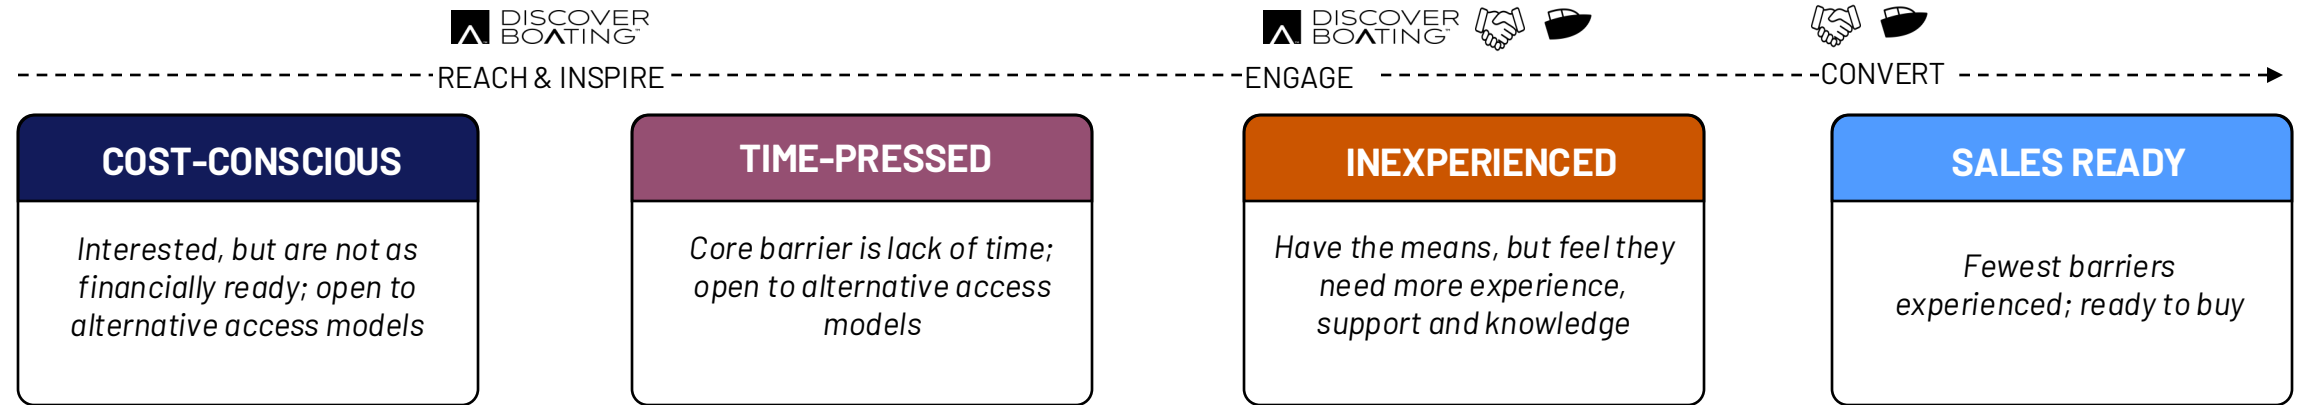 DISCOVER
BOATING™
DISCOVER
BOATING™
REACH & INSPIRE
ENGAGE
CONVERT
COST-CONSCIOUS
Interested, but are not as
financially ready; open to
alternative access models
TIME-PRESSED
Core barrier is lack of time;
open to alternative access
models
INEXPERIENCED
Have the means, but feel they
need more experience,
support and knowledge
SALES READY
Fewest barriers
experienced; ready to buy